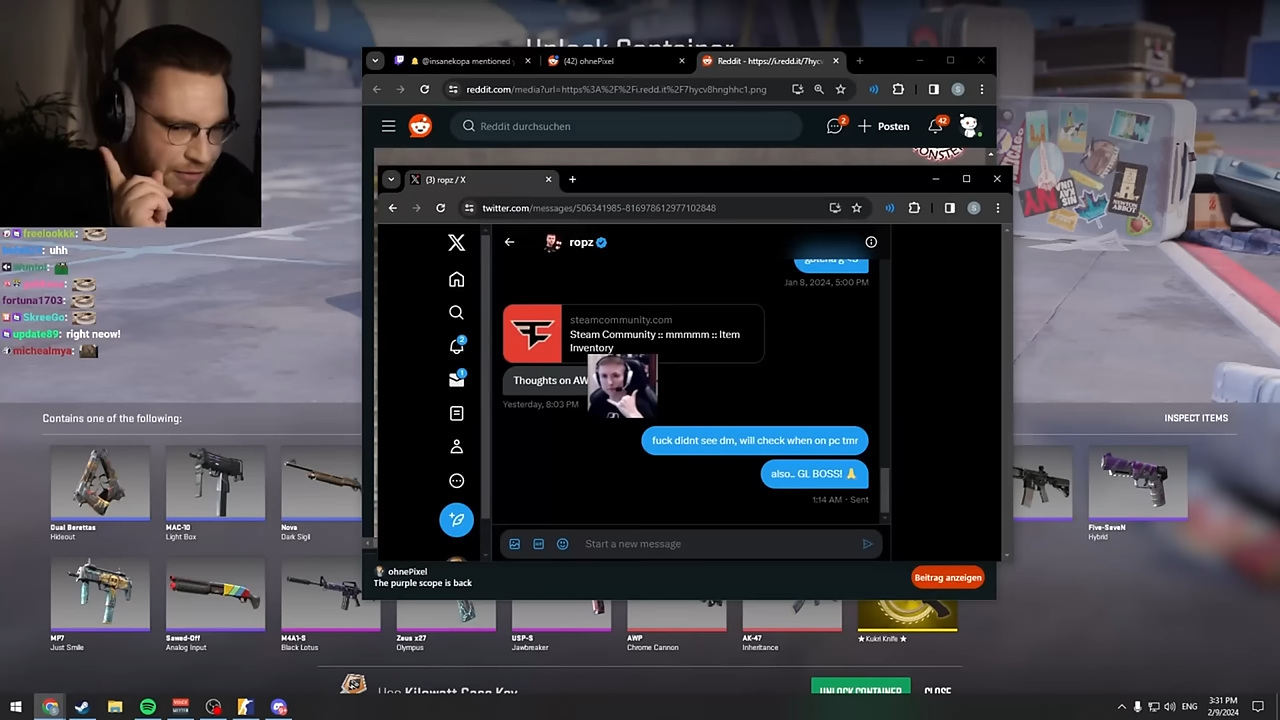 Unlock Container
@insanekopa mentioned
(42) ohnePixel
Reddit - https://i.redd.it/7hyc
reddit.com/media?url=https%3A%2F%2Fi.redd.it%2F7hycv8hnghhc1.png
Reddit durchsuchen
2
Posten
42
MONSTER
(3) ropz / X
twitter.com/messages/506341985-816978612977102848
ropz
gotcha g <3
Jan 8, 2024, 5:00 PM
steamcommunity.com
Steam Community :: mmmmm :: Item
Inventory
Thoughts on AW
Yesterday, 8:03 PM
fuck didnt see dm, will check when on pc tmr
also.. GL BOSS! 🙏
1:14 AM · Sent
2
1
Start a new message
ohnePixel
The purple scope is back
Beitrag anzeigen
freelookkk:
uhh
fortuna1703:
SkreeGo:
update89: right neow!
michealmya:
Contains one of the following:
INSPECT ITEMS
Dual Berettas
Hideout
MAC-10
Light Box
Nova
Dark Sigil
Five-SeveN
Hybrid
MP7
Just Smile
Sawed-Off
Analog Input
M4A1-S
Black Lotus
Zeus x27
Olympus
USP-S
Jawbreaker
AWP
Chrome Cannon
AK-47
Inheritance
★ Kukri Knife ★
Use Kilowatt Case Key
UNLOCK CONTAINER
CLOSE
ENG
3:31 PM
2/9/2024